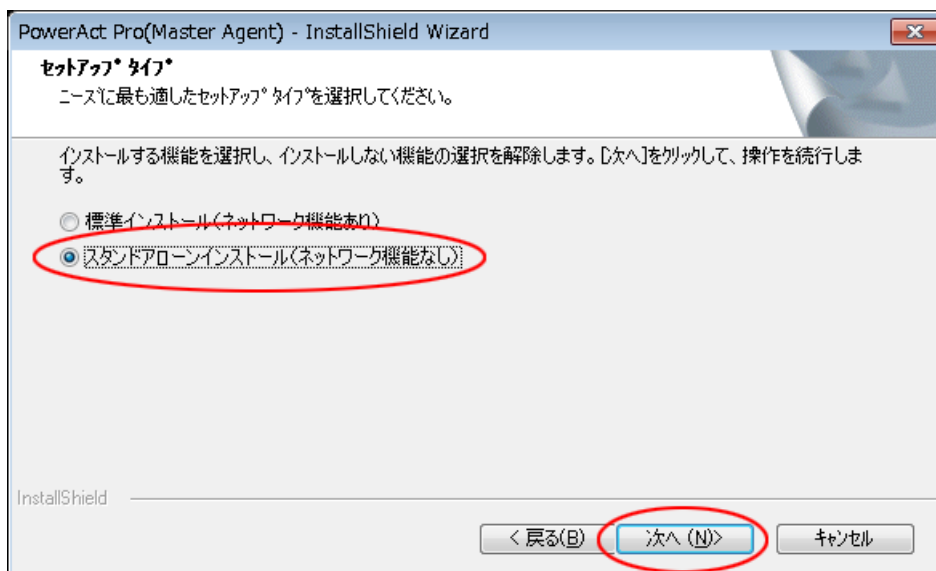 PowerAct Pro(Master Agent) - InstallShield Wizard
セットアップ タイプ
ニーズに最も適したセットアップ タイプを選択してください。
インストールする機能を選択し、インストールしない機能の選択を解除します。[次へ]をクリックして、操作を続行しま
す。
標準インストール(ネットワーク機能あり)
スタンドアローンインストール(ネットワーク機能なし)
InstallShield
< 戻る(B) 次へ (N)> キャンセル